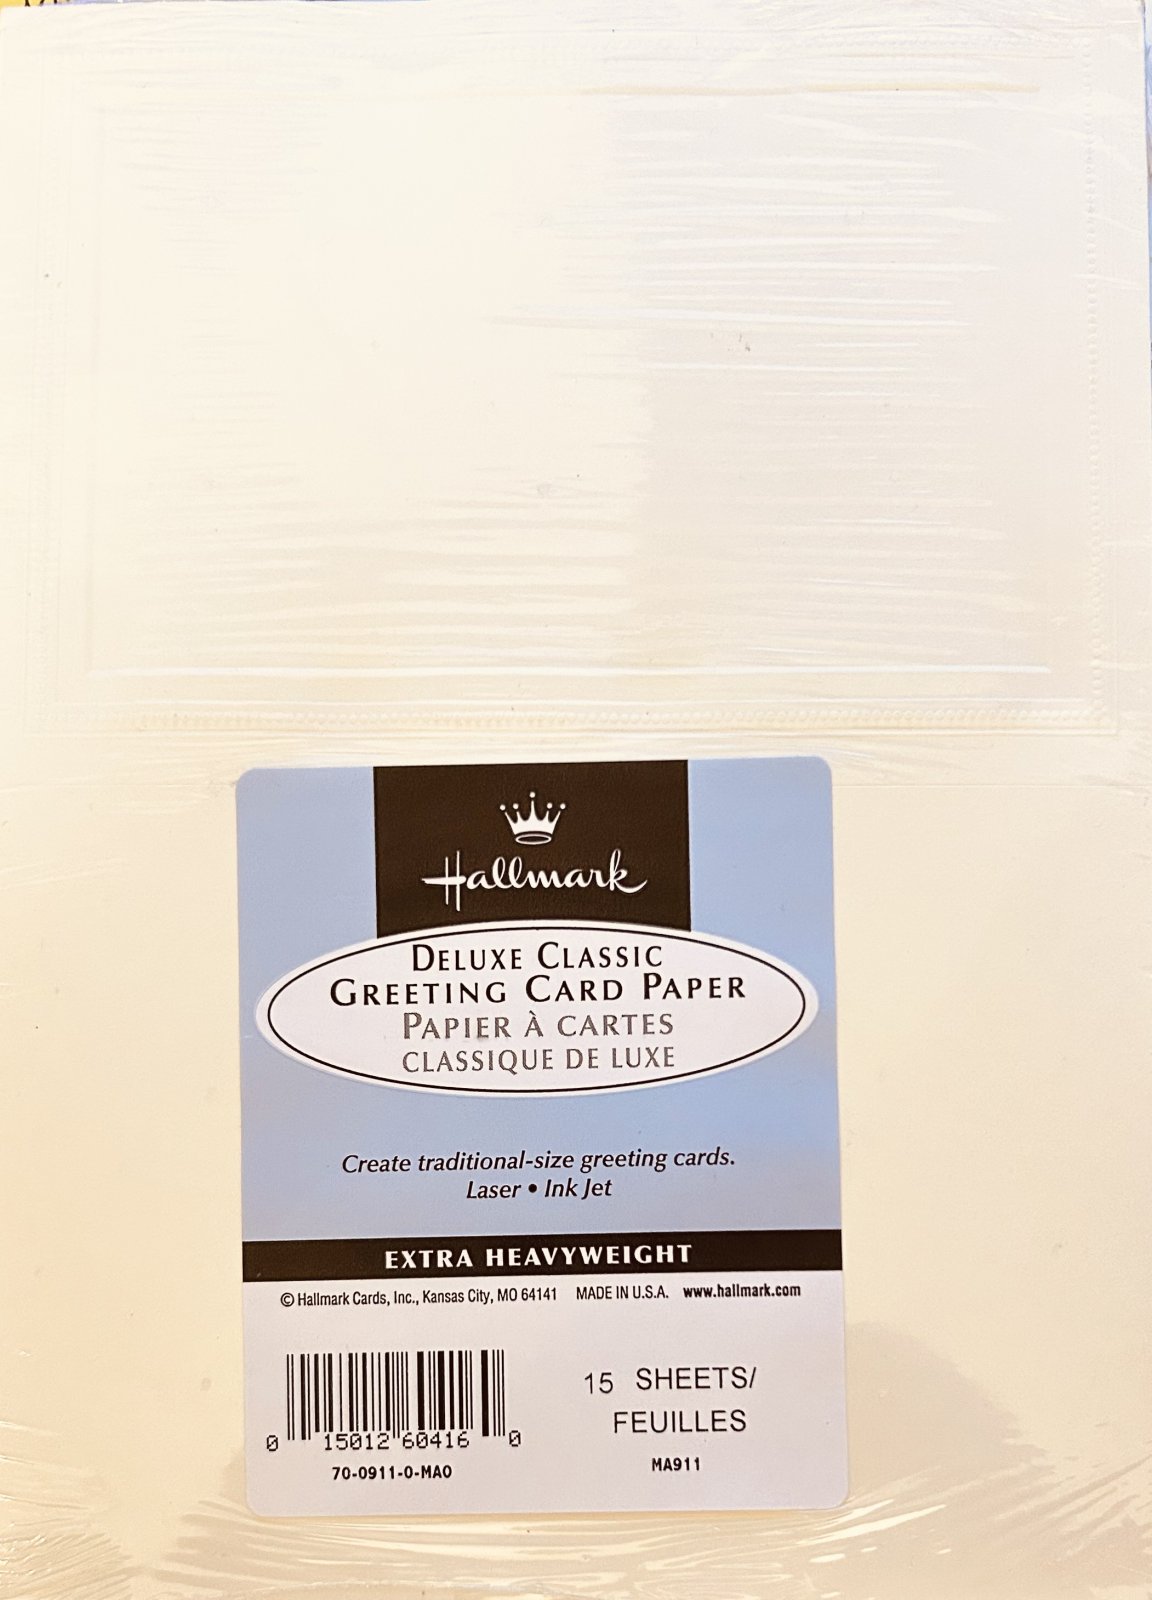 Hallmark
DELUXE CLASSIC
GREETING CARD PAPER
PAPIER À CARTES
CLASSIQUE DE LUXE
Create traditional-size greeting cards.
Laser • Ink Jet
EXTRA HEAVYWEIGHT
© Hallmark Cards, Inc., Kansas City, MO 64141 MADE IN U.S.A. www.hallmark.com
15 SHEETS/
FEUILLES
0 15012 60416 0
70-0911-0-MAO
MA911